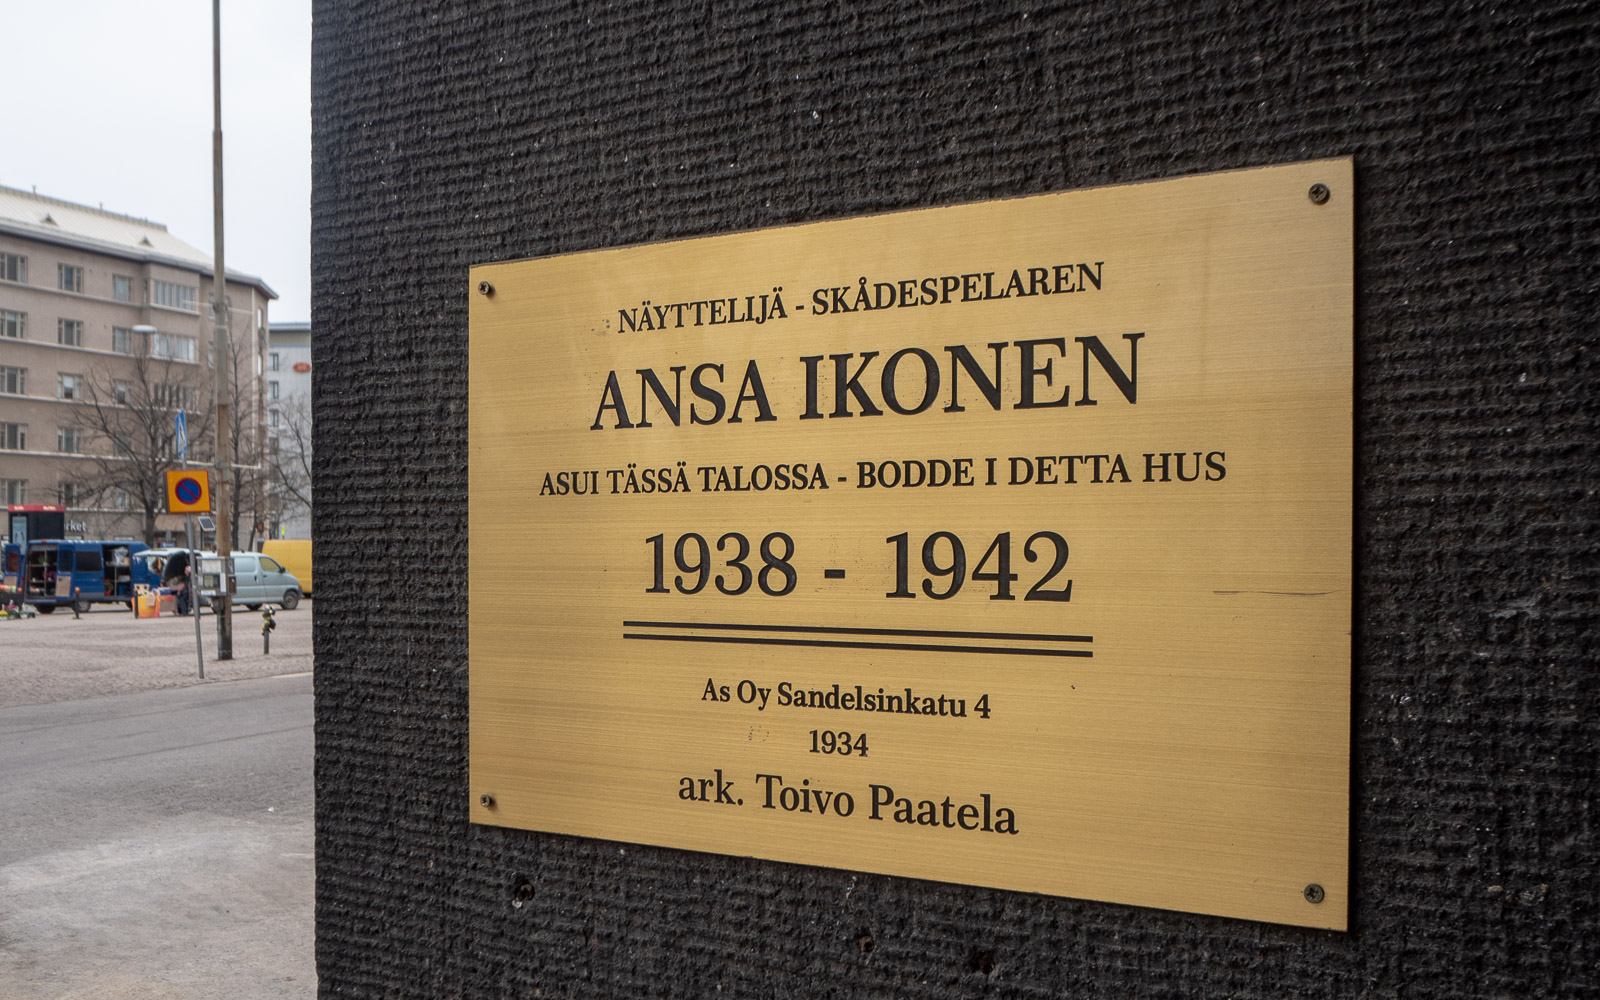 NÄYTTELIJÄ - SKÅDESPELAREN
ANSA IKONEN
ASUI TÄSSÄ TALOSSA - BODDE I DETTA HUS
1938 - 1942
As Oy Sandelsinkatu 4
1934
ark. Toivo Paatela
rket